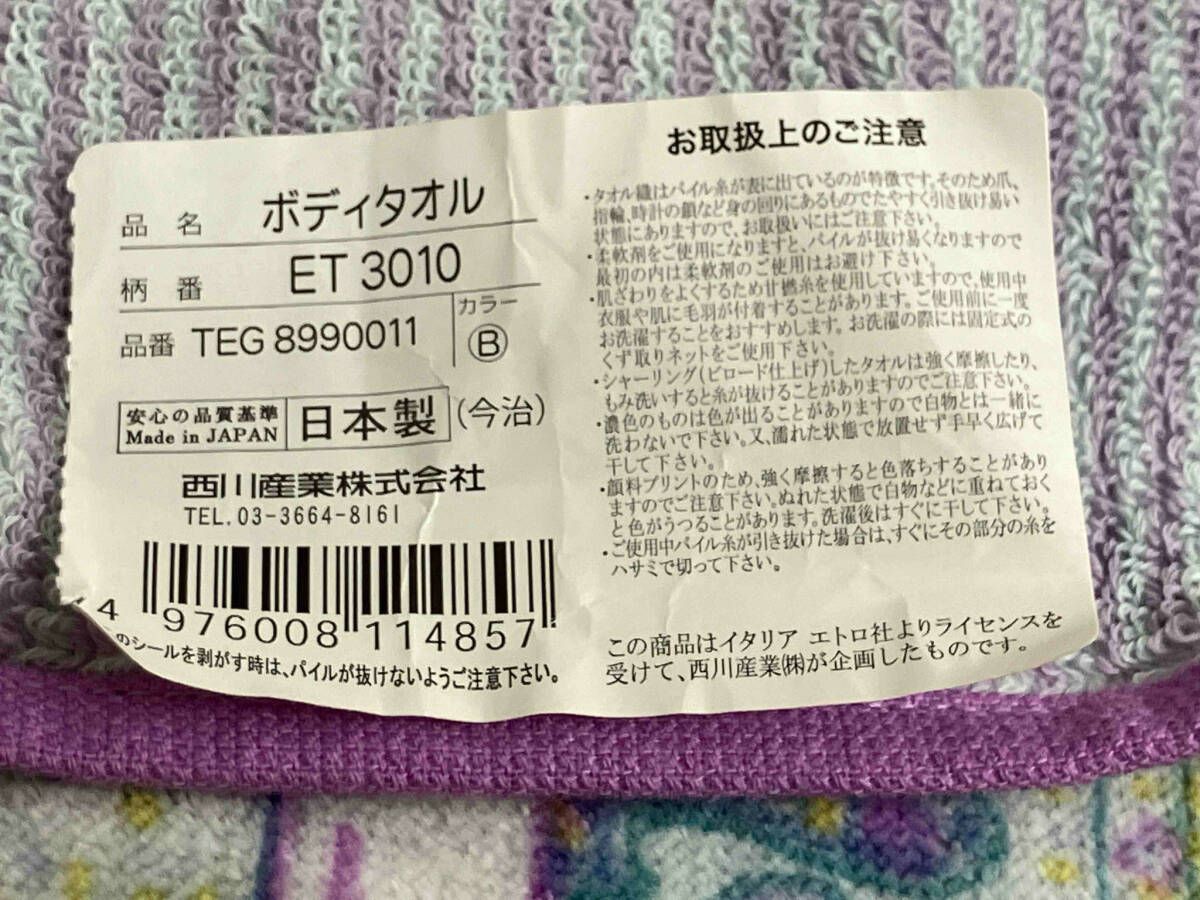 品名 ボディタオル
柄番 ET 3010
品番 TEG 8990011
カラー
Ⓑ
安心の品質基準
Made in JAPAN
日本製 (今治)
西川産業株式会社
TEL. 03-3664-8161
4 976008 114857
のシールを剥がす時は、パイルが抜けないようご注意下さい。
お取扱上のご注意
・タオル織はパイル糸が表に出ているのが特徴です。そのため爪、
指輪、時計の鎖など身の回りにあるものでたやすく引き抜け易い
状態にありますので、お取扱いにはご注意下さい。
・柔軟剤をご使用になりますと、パイルが抜け易くなりますので
最初の内は柔軟剤のご使用はお避け下さい。
・肌ざわりをよくするため甘撚糸を使用していますので、使用中
衣服や肌に毛羽が付着することがあります。ご使用前に一度
お洗濯することをおすすめします。お洗濯の際には固定式の
くず取りネットをご使用下さい。
・シャーリング(ビロード仕上げ)したタオルは強く摩擦したり、
もみ洗いすると糸が抜けることがありますのでご注意下さい。
・濃色のものは色が出ることがありますので白物とは一緒に
洗わないで下さい。又、濡れた状態で放置せず手早く広げて
干して下さい。
・顔料プリントのため、強く摩擦すると色落ちすることがあり
ますのでご注意下さい。ぬれた状態で白物などに重ねておく
と色がうつることがあります。洗濯後はすぐに干して下さい。
・ご使用中パイル糸が引き抜けた場合は、すぐにその部分の糸を
ハサミで切って下さい。
この商品はイタリア エトロ社よりライセンスを
受けて、西川産業㈱が企画したものです。